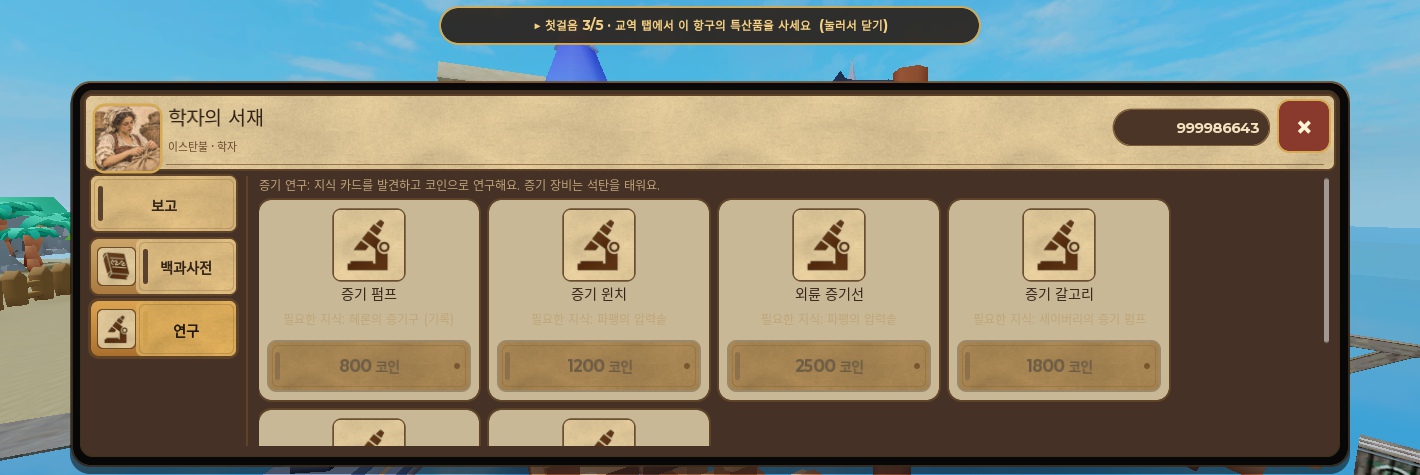 ▸ 첫걸음 3/5 · 교역 탭에서 이 항구의 특산품을 사세요 (눌러서 닫기)
학자의 서재
이스탄불 · 학자
999986643
×
보고
백과사전
연구
증기 연구: 지식 카드를 발견하고 코인으로 연구해요. 증기 장비는 석탄을 태워요.
증기 펌프
필요한 지식: 헤론의 증기구 (기록)
800 코인
증기 윈치
필요한 지식: 파팽의 압력솥
1200 코인
외륜 증기선
필요한 지식: 파팽의 압력솥
2500 코인
증기 갈고리
필요한 지식: 세이버리의 증기 펌프
1800 코인